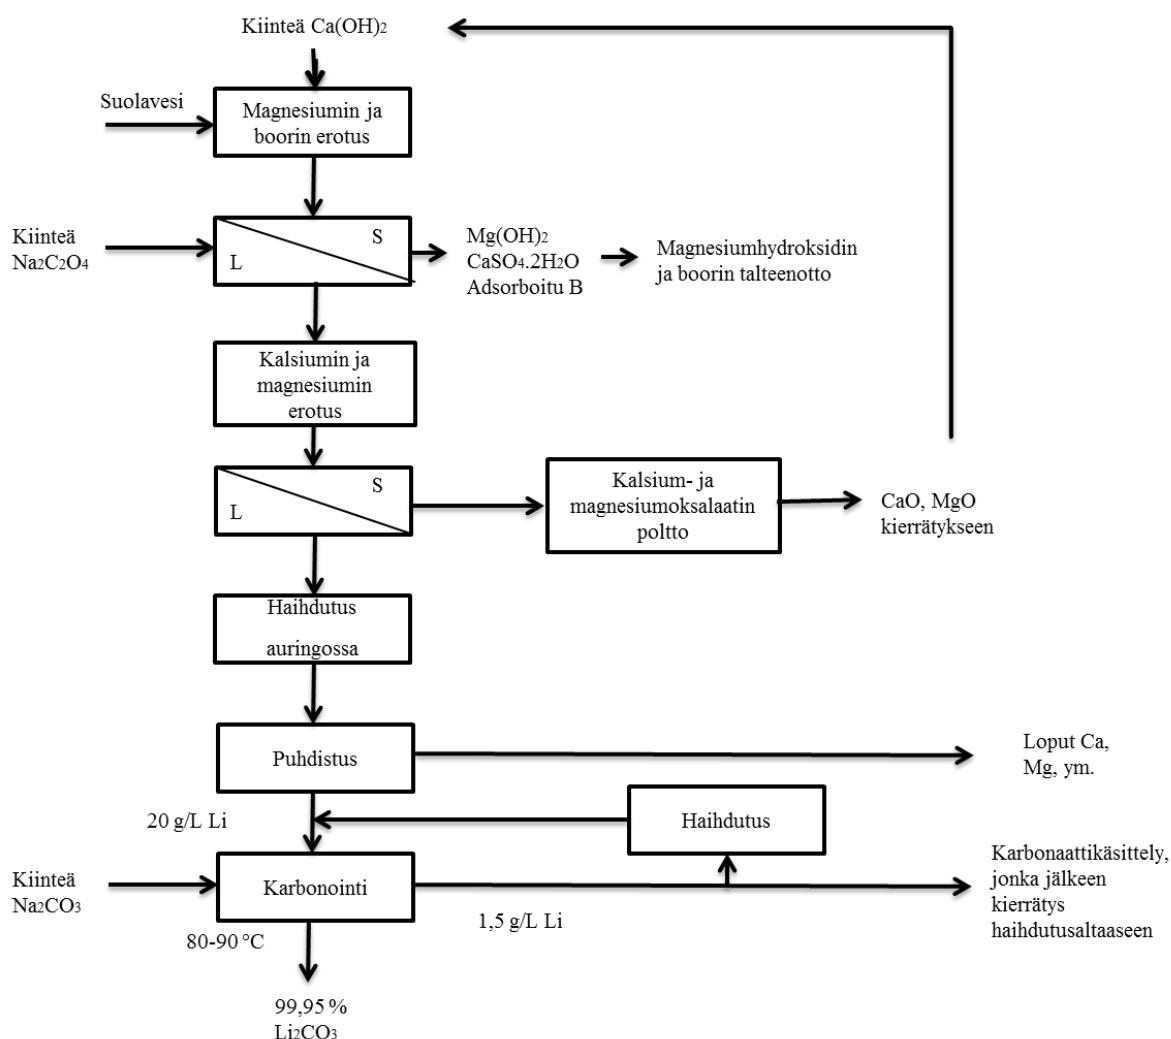 Kiinteä Ca(OH)₂
Suolavesi
Magnesiumin ja
boorin erotus
Kiinteä
Na₂C₂O₄
S
L
Mg(OH)₂
CaSO₄.2H₂O
Adsorboitu B
Magnesiumhydroksidin
ja boorin talteenotto
Kalsiumin ja
magnesiumin
erotus
S
L
Kalsium- ja
magnesiumoksalaatin
poltto
CaO, MgO
kierrätykseen
Haihdutus
auringossa
Puhdistus
Loput Ca,
Mg, ym.
20 g/L Li
Haihdutus
Kiinteä
Na₂CO₃
Karbonointi
Karbonaattikäsittely,
jonka jälkeen
kierrätys
haihdutusaltaaseen
1,5 g/L Li
80-90 °C
99,95 %
Li₂CO₃